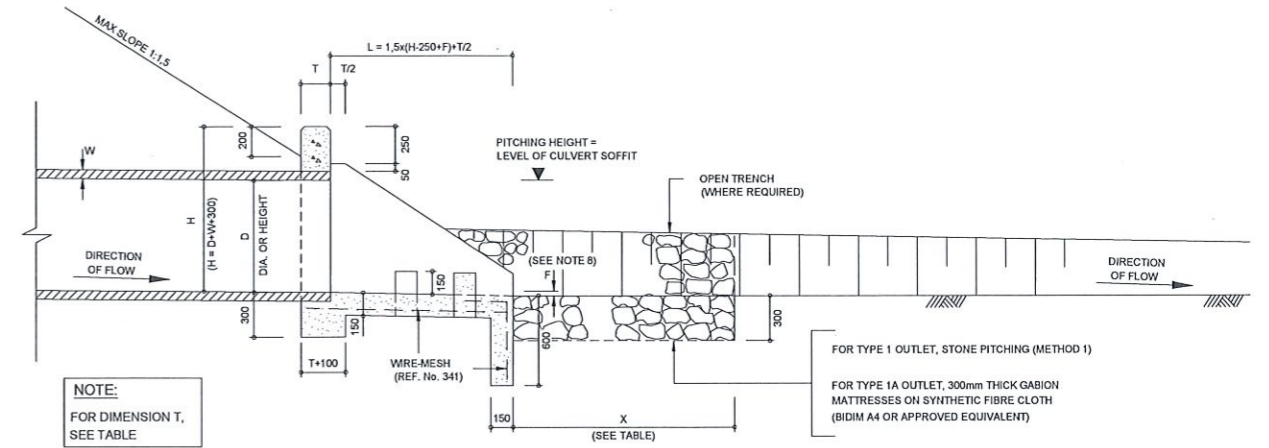 MAX SLOPE 1:1,5
L = 1,5x(H-250+F)+T/2
T
T/2
200
250
50
W
PITCHING HEIGHT =
LEVEL OF CULVERT SOFFIT
OPEN TRENCH
(WHERE REQUIRED)
H
(H = D+W+300)
D
DIA. OR HEIGHT
DIRECTION
OF FLOW
(SEE NOTE 8)
F
150
DIRECTION
OF FLOW
300
150
600
300
T+100
WIRE-MESH
(REF. No. 341)
150
X
(SEE TABLE)
FOR TYPE 1 OUTLET, STONE PITCHING (METHOD 1)
FOR TYPE 1A OUTLET, 300mm THICK GABION
MATTRESSES ON SYNTHETIC FIBRE CLOTH
(BIDIM A4 OR APPROVED EQUIVALENT)
NOTE:
FOR DIMENSION T,
SEE TABLE